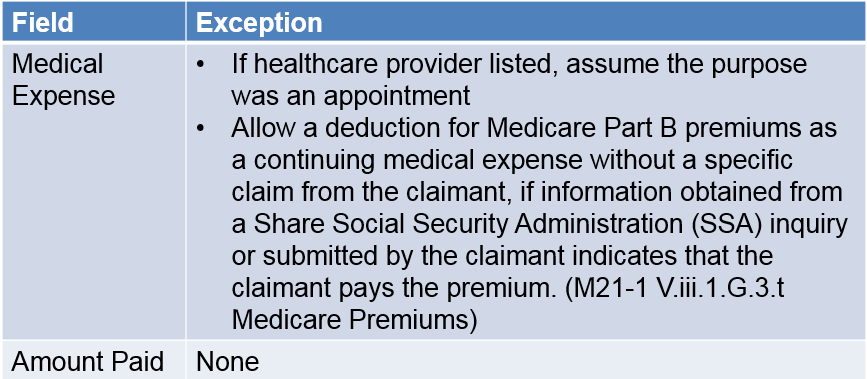 Field Exception
Medical • If healthcare provider listed, assume the purpose
Expense was an appointment
• Allow a deduction for Medicare Part B premiums as
a continuing medical expense without a specific
claim from the claimant, if information obtained from
a Share Social Security Administration (SSA) inquiry
or submitted by the claimant indicates that the
claimant pays the premium. (M21-1 V.iii.1.G.3.t
Medicare Premiums)
Amount Paid None